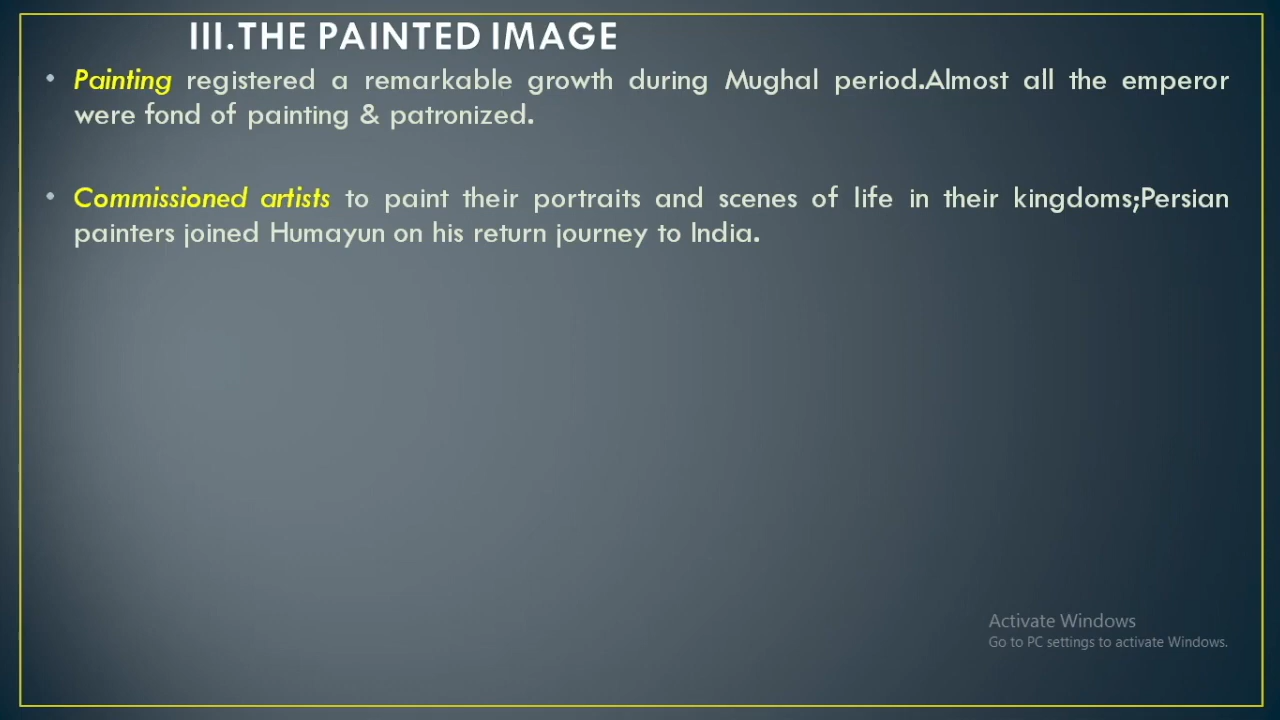 III.THE PAINTED IMAGE
• Painting registered a remarkable growth during Mughal period.Almost all the emperor
were fond of painting & patronized.
• Commissioned artists to paint their portraits and scenes of life in their kingdoms;Persian
painters joined Humayun on his return journey to India.
Activate Windows
Go to PC settings to activate Windows.